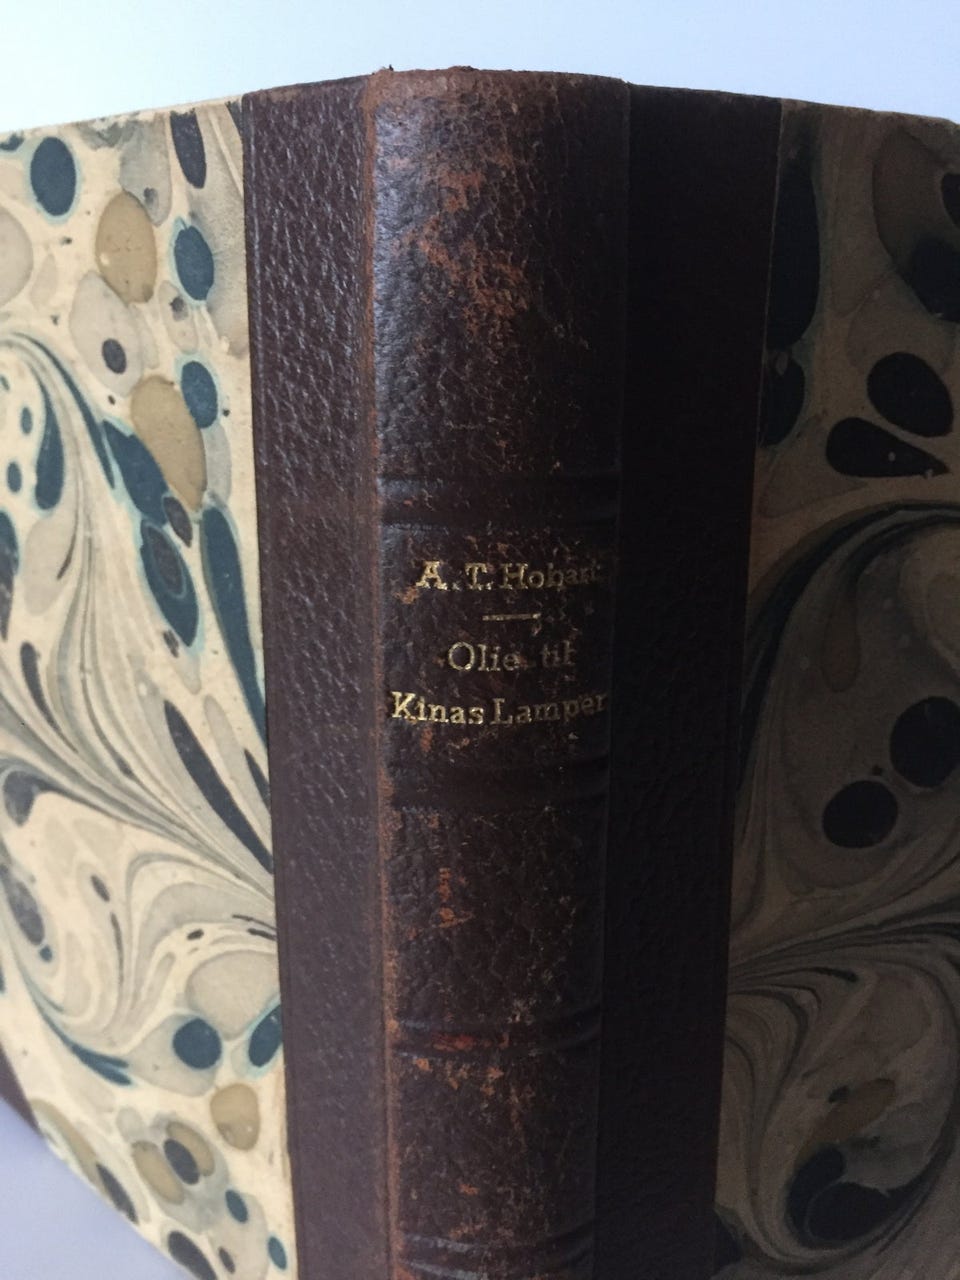 A. T. Hobart
Olie til
Kinas Lamper